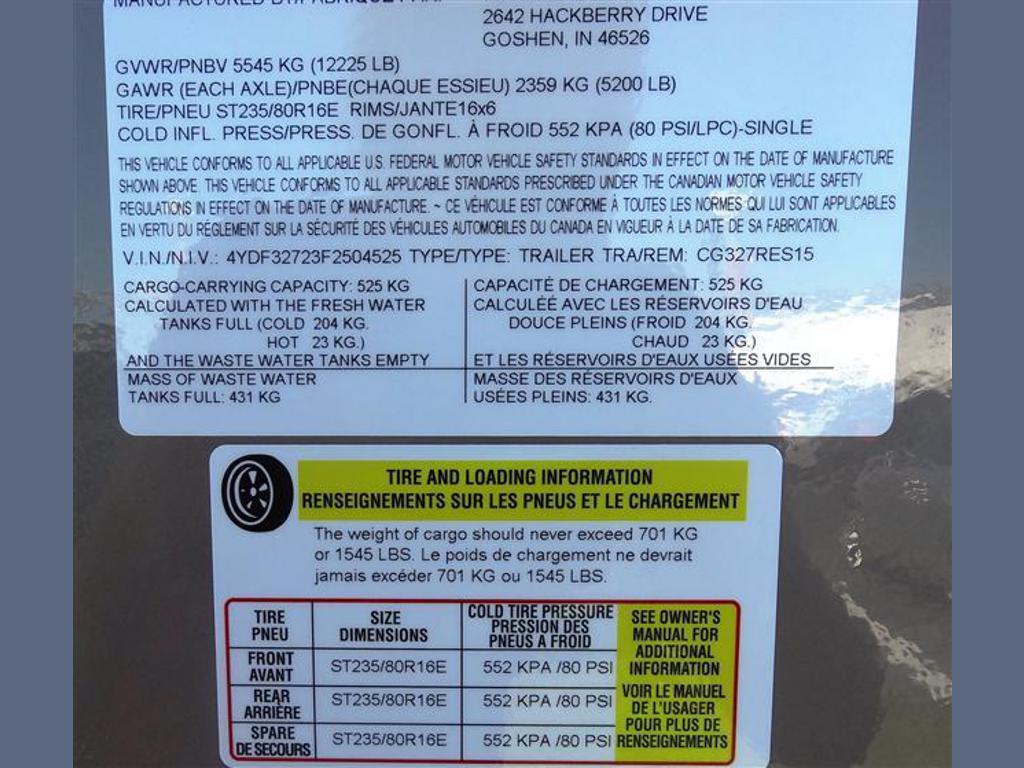 MANUFACTURED BY/FABRIQUE PAR:
2642 HACKBERRY DRIVE
GOSHEN, IN 46526
GVWR/PNBV 5545 KG (12225 LB)
GAWR (EACH AXLE)/PNBE(CHAQUE ESSIEU) 2359 KG (5200 LB)
TIRE/PNEU ST235/80R16E RIMS/JANTE16x6
COLD INFL. PRESS/PRESS. DE GONFL. À FROID 552 KPA (80 PSI/LPC)-SINGLE
THIS VEHICLE CONFORMS TO ALL APPLICABLE U.S. FEDERAL MOTOR VEHICLE SAFETY STANDARDS IN EFFECT ON THE DATE OF MANUFACTURE
SHOWN ABOVE. THIS VEHICLE CONFORMS TO ALL APPLICABLE STANDARDS PRESCRIBED UNDER THE CANADIAN MOTOR VEHICLE SAFETY
REGULATIONS IN EFFECT ON THE DATE OF MANUFACTURE. ~ CE VÉHICULE EST CONFORME À TOUTES LES NORMES QUI LUI SONT APPLICABLES
EN VERTU DU RÉGLEMENT SUR LA SÉCURITÉ DES VÉHICULES AUTOMOBILES DU CANADA EN VIGUEUR À LA DATE DE SA FABRICATION.
V.I.N./N.I.V.: 4YDF32723F2504525 TYPE/TYPE: TRAILER TRA/REM: CG327RES15
CARGO-CARRYING CAPACITY: 525 KG
CALCULATED WITH THE FRESH WATER
TANKS FULL (COLD 204 KG.
HOT 23 KG.)
AND THE WASTE WATER TANKS EMPTY
MASS OF WASTE WATER
TANKS FULL: 431 KG
CAPACITÉ DE CHARGEMENT: 525 KG
CALCULÉE AVEC LES RÉSERVOIRS D'EAU
DOUCE PLEINS (FROID 204 KG.
CHAUD 23 KG.)
ET LES RÉSERVOIRS D'EAUX USÉES VIDES
MASSE DES RÉSERVOIRS D'EAUX
USÉES PLEINS: 431 KG.
TIRE AND LOADING INFORMATION
RENSEIGNEMENTS SUR LES PNEUS ET LE CHARGEMENT
The weight of cargo should never exceed 701 KG
or 1545 LBS. Le poids de chargement ne devrait
jamais excéder 701 KG ou 1545 LBS.
TIRE
PNEU
SIZE
DIMENSIONS
COLD TIRE PRESSURE
PRESSION DES
PNEUS A FROID
FRONT
AVANT
ST235/80R16E
552 KPA /80 PSI
REAR
ARRIÈRE
ST235/80R16E
552 KPA /80 PSI
SPARE
DE SECOURS
ST235/80R16E
552 KPA /80 PSI
SEE OWNER'S
MANUAL FOR
ADDITIONAL
INFORMATION
VOIR LE MANUEL
DE L'USAGER
POUR PLUS DE
RENSEIGNEMENTS